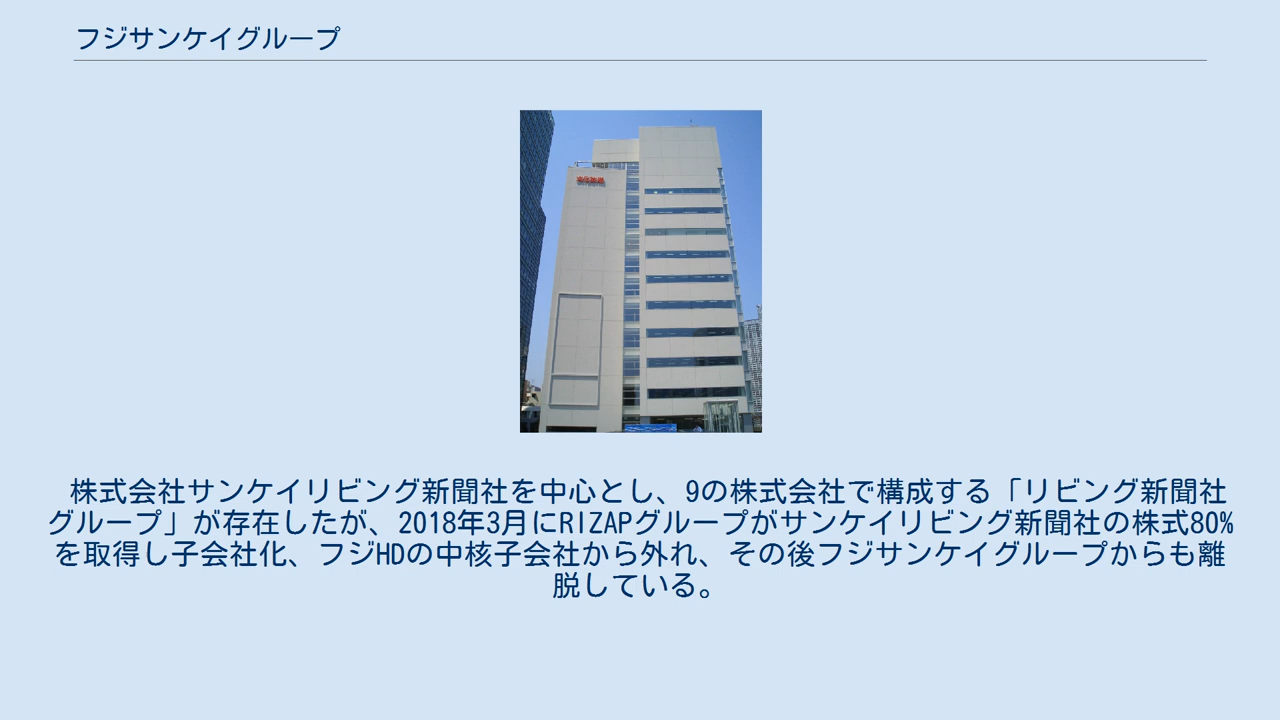 フジサンケイグループ
株式会社サンケイリビング新聞社を中心とし、9の株式会社で構成する「リビング新聞社
グループ」が存在したが、2018年3月にRIZAPグループがサンケイリビング新聞社の株式80%
を取得し子会社化、フジHDの中核子会社から外れ、その後フジサンケイグループからも離
脱している。